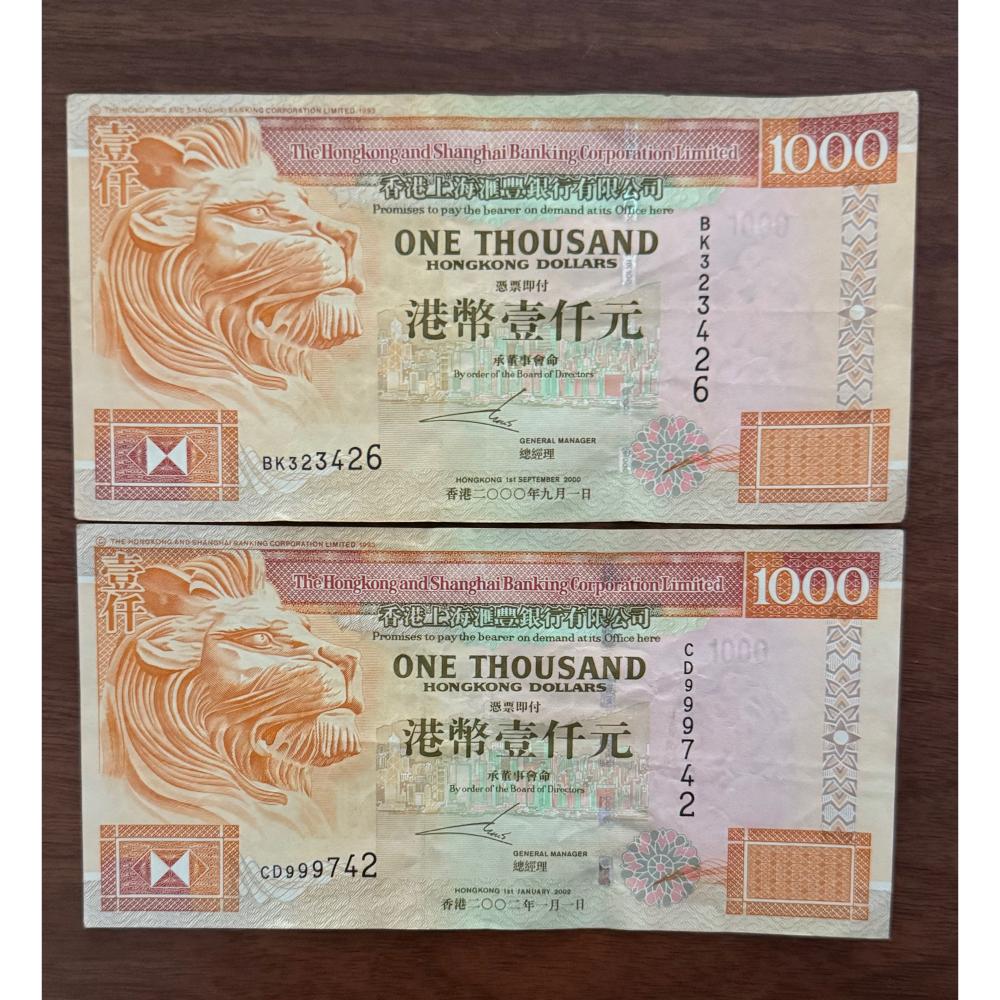 © THE HONGKONG AND SHANGHAI BANKING CORPORATION LIMITED 1993
壹仟
The Hongkong and Shanghai Banking Corporation Limited
1000
香港上海滙豐銀行有限公司
Promises to pay the bearer on demand at its Office here
ONE THOUSAND
HONGKONG DOLLARS
BK323426
憑票即付
港幣壹仟元
承董事會命
By order of the Board of Directors
GENERAL MANAGER
總經理
BK323426
HONGKONG 1st SEPTEMBER 2000
香港二〇〇〇年九月一日
© THE HONGKONG AND SHANGHAI BANKING CORPORATION LIMITED 1993
壹仟
The Hongkong and Shanghai Banking Corporation Limited
1000
香港上海滙豐銀行有限公司
Promises to pay the bearer on demand at its Office here
1000
ONE THOUSAND
HONGKONG DOLLARS
CD999742
憑票即付
港幣壹仟元
承董事會命
By order of the Board of Directors
GENERAL MANAGER
總經理
CD999742
HONGKONG 1st JANUARY 2002
香港二〇〇二年一月一日